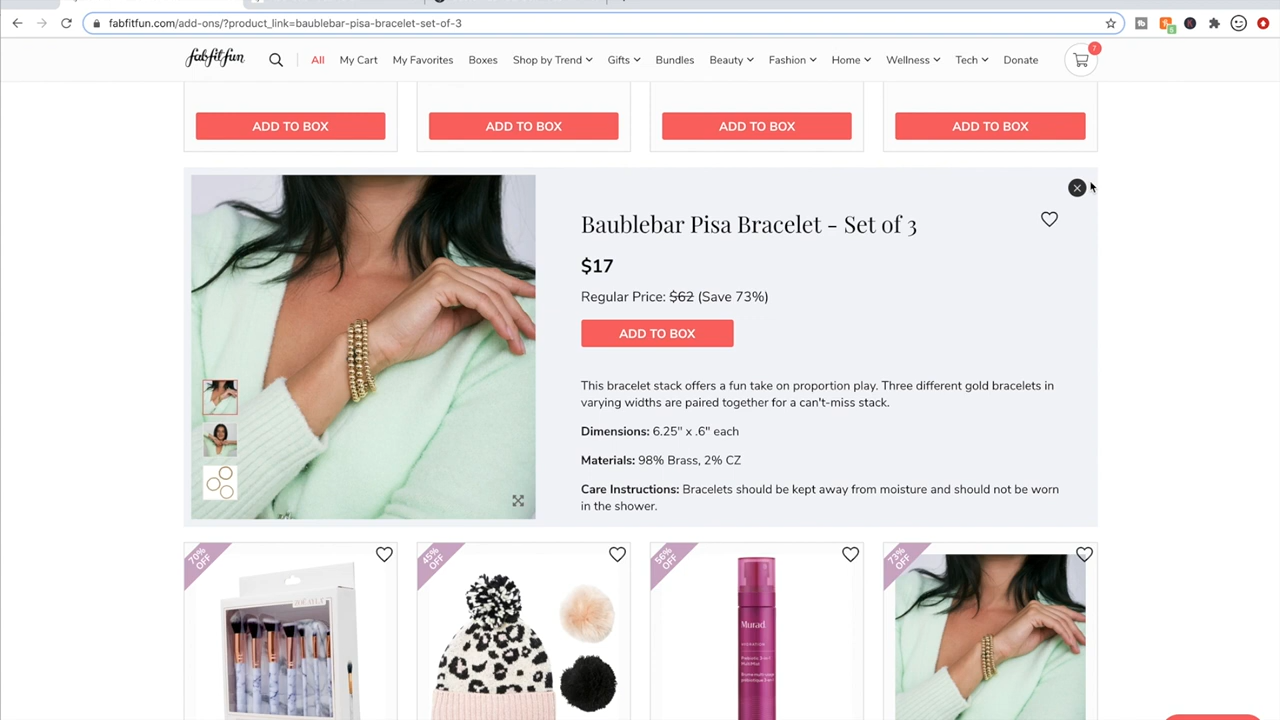 fabfitfun.com/add-ons/?product_link=baublebar-pisa-bracelet-set-of-3
fabfitfun
All
My Cart
My Favorites
Boxes
Shop by Trend
Gifts
Bundles
Beauty
Fashion
Home
Wellness
Tech
Donate
7
ADD TO BOX
ADD TO BOX
ADD TO BOX
ADD TO BOX
Baublebar Pisa Bracelet - Set of 3
$17
Regular Price: $62 (Save 73%)
ADD TO BOX
This bracelet stack offers a fun take on proportion play. Three different gold bracelets in
varying widths are paired together for a can't-miss stack.
Dimensions: 6.25" x .6" each
Materials: 98% Brass, 2% CZ
Care Instructions: Bracelets should be kept away from moisture and should not be worn
in the shower.
70%
OFF
45%
OFF
56%
OFF
73%
OFF
Murad.